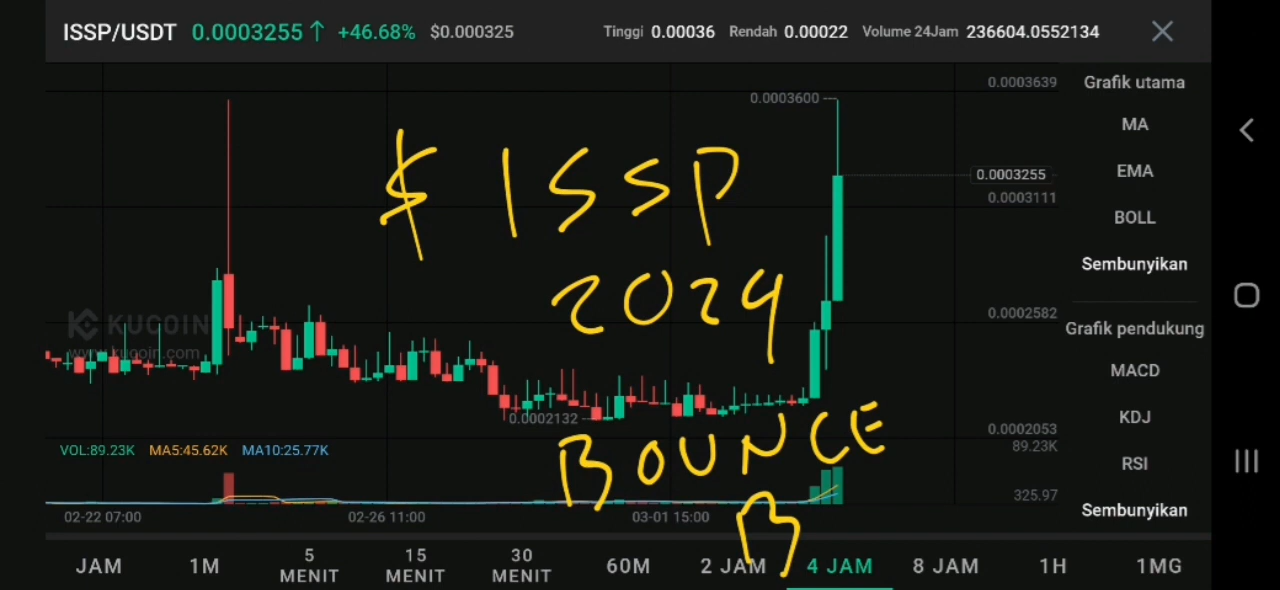 ISSP/USDT 0.0003255↑ +46.68% $0.000325 Tinggi 0.00036 Rendah 0.00022 Volume 24Jam 236604.0552134
0.0003639
Grafik utama
0.0003600
MA
$ ISSP
EMA
0.0003255
0.0003111
BOLL
Sembunyikan
2024
0.0002582
KUCOIN
Grafik pendukung
www.kucoin.com
MACD
0.0002132
KDJ
0.0002053
BOUNCE
VOL:89.23K MA5:45.62K MA10:25.77K
89.23K
RSI
325.97
02-22 07:00 02-26 11:00 03-01 15:00
Sembunyikan
JAM 1M 5 MENIT 15 MENIT 30 MENIT 60M 2 JAM 4 JAM 8 JAM 1H 1MG